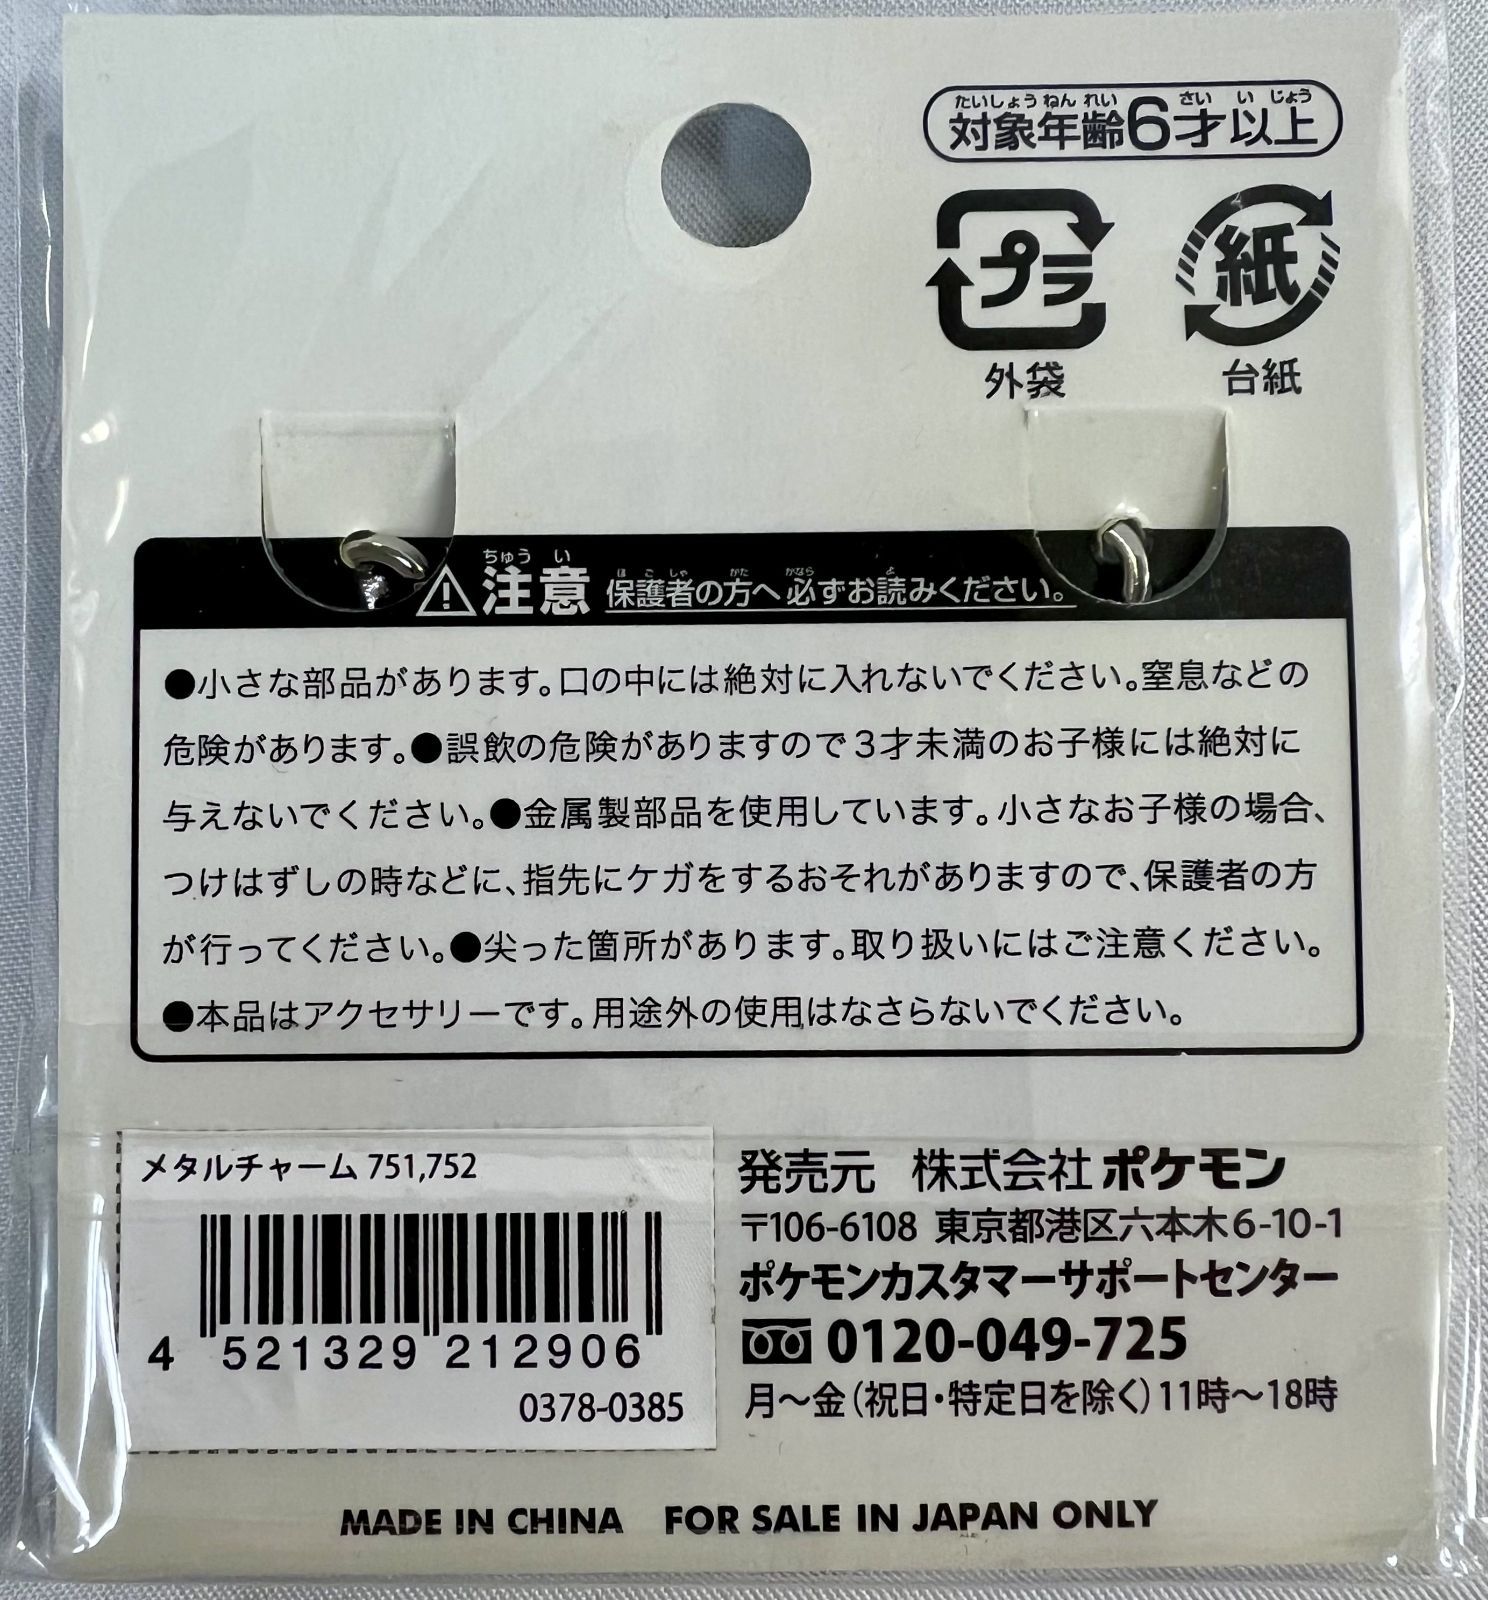 たいしょうねんれい さいいじょう
対象年齢6才以上
プラ
紙
外袋
台紙
ちゅうい ほごしゃ かた かなら よ
注意 保護者の方へ必ずお読みください。
●小さな部品があります。口の中には絶対に入れないでください。窒息などの
危険があります。●誤飲の危険がありますので3才未満のお子様には絶対に
与えないでください。●金属製部品を使用しています。小さなお子様の場合、
つけはずしの時などに、指先にケガをするおそれがありますので、保護者の方
が行ってください。●尖った箇所があります。取り扱いにはご注意ください。
●本品はアクセサリーです。用途外の使用はなさらないでください。
メタルチャーム 751,752
4 521329 212906
0378-0385
発売元 株式会社ポケモン
〒106-6108 東京都港区六本木6-10-1
ポケモンカスタマーサポートセンター
0120-049-725
月〜金(祝日・特定日を除く)11時〜18時
MADE IN CHINA FOR SALE IN JAPAN ONLY